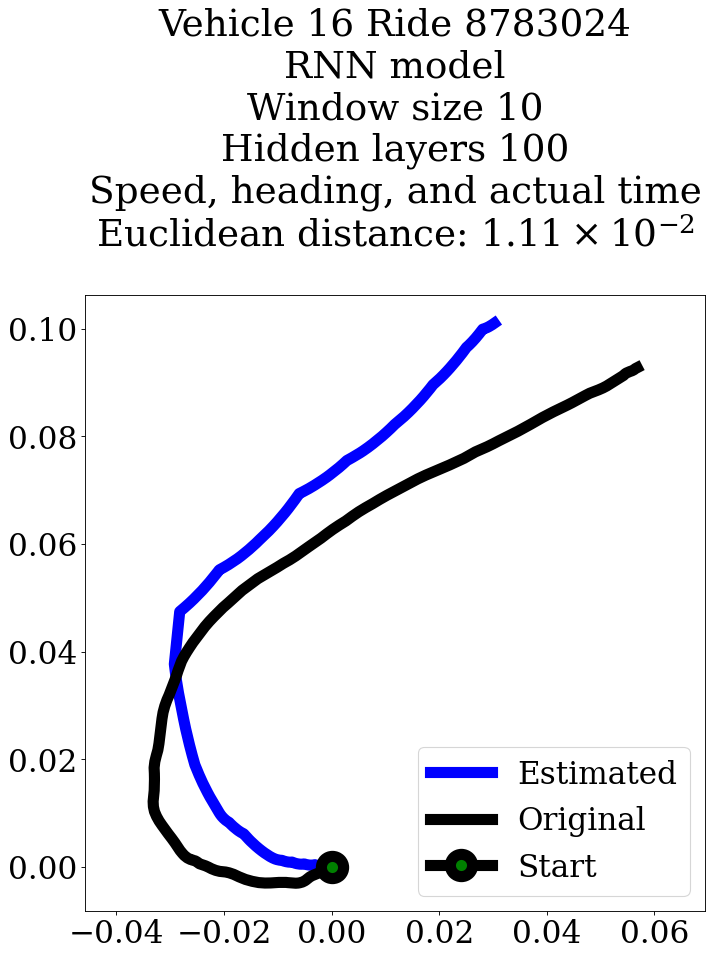 Vehicle 16 Ride 8783024
RNN model
Window size 10
Hidden layers 100
Speed, heading, and actual time
Euclidean distance: 1.11 × 10⁻²
0.10
0.08
0.06
0.04
0.02
0.00
Estimated
Original
Start
−0.04 −0.02 0.00 0.02 0.04 0.06